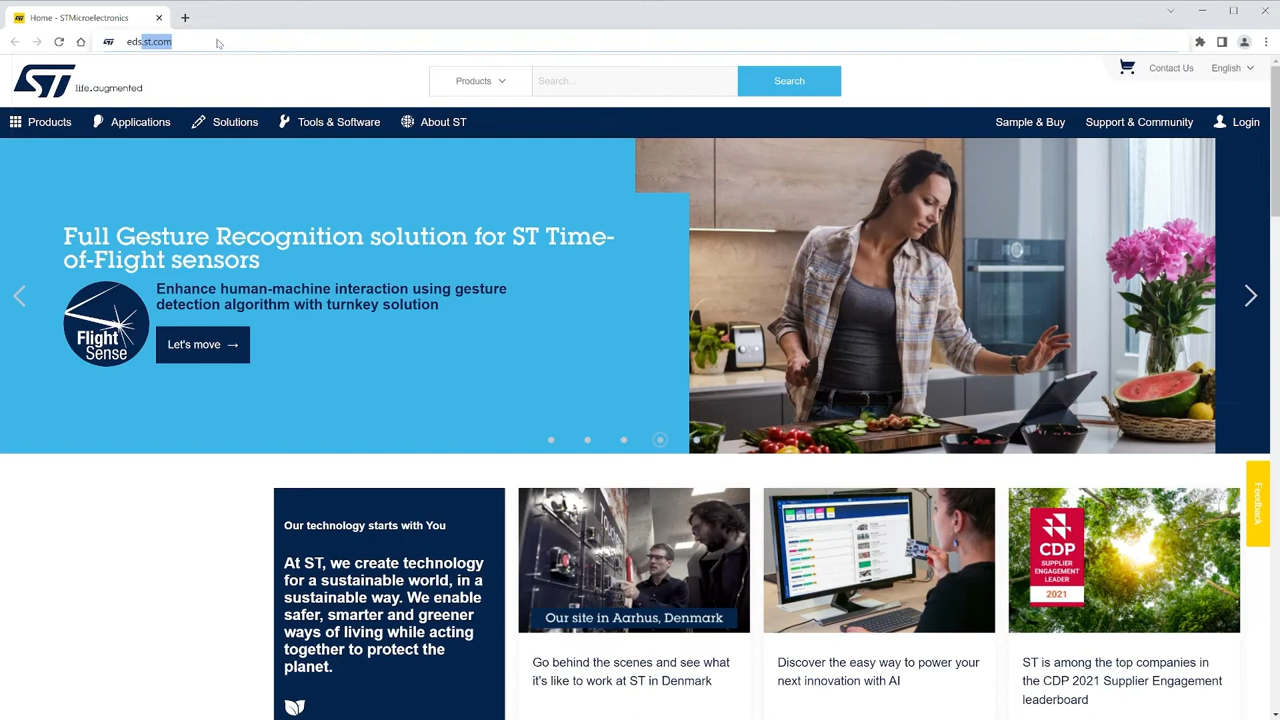 Home - STMicroelectronics
eds.st.com
ST
life.augmented
Products
Search...
Search
Contact Us
English
Products
Applications
Solutions
Tools & Software
About ST
Sample & Buy
Support & Community
Login
Full Gesture Recognition solution for ST Time-
of-Flight sensors
Flight
Sense
Enhance human-machine interaction using gesture
detection algorithm with turnkey solution
Let's move →
Feedback
Our technology starts with You
At ST, we create technology
for a sustainable world, in a
sustainable way. We enable
safer, smarter and greener
ways of living while acting
together to protect the
planet.
Our site in Aarhus, Denmark
Go behind the scenes and see what
it's like to work at ST in Denmark
Discover the easy way to power your
next innovation with AI
CDP
SUPPLIER
ENGAGEMENT
LEADER
2021
ST is among the top companies in
the CDP 2021 Supplier Engagement
leaderboard